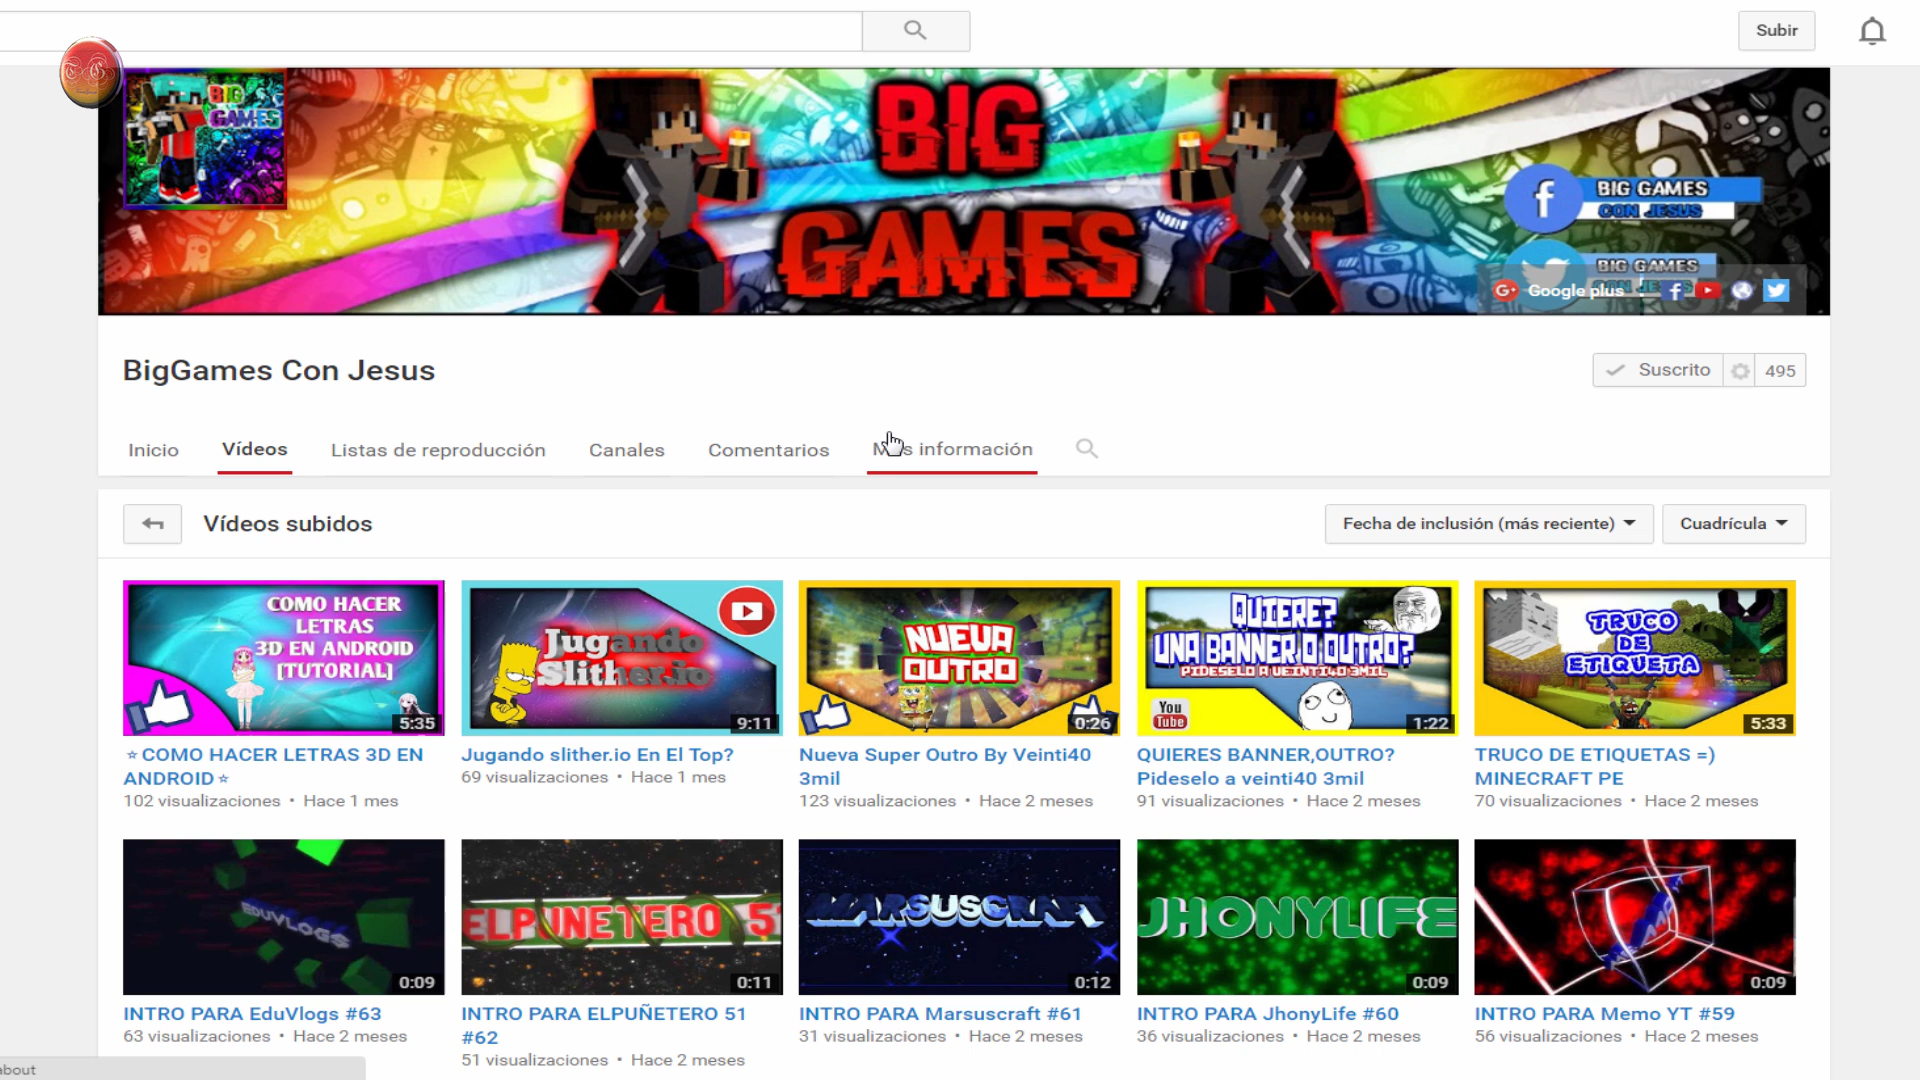 Subir
BIG
GAMES
BIG
GAMES
BIG GAMES
CON JESUS
BIG GAMES
Google plus
BigGames Con Jesus
Suscrito
495
Inicio
Vídeos
Listas de reproducción
Canales
Comentarios
Más información
Vídeos subidos
Fecha de inclusión (más reciente)
Cuadrícula
COMO HACER
LETRAS
3D EN ANDROID
[TUTORIAL]
5:35
Jugando
Slither.io
9:11
NUEVA
OUTRO
0:26
QUIERE?
UNA BANNER O OUTRO?
PIDESELO A VEINTI40 3MIL
You
Tube
1:22
TRUCO
DE
ETIQUETA
5:33
⭐COMO HACER LETRAS 3D EN
ANDROID⭐
102 visualizaciones • Hace 1 mes
Jugando slither.io En El Top?
69 visualizaciones • Hace 1 mes
Nueva Super Outro By Veinti40
3mil
123 visualizaciones • Hace 2 meses
QUIERES BANNER,OUTRO?
Pideselo a veinti40 3mil
91 visualizaciones • Hace 2 meses
TRUCO DE ETIQUETAS =)
MINECRAFT PE
70 visualizaciones • Hace 2 meses
EDUVLOGS
0:09
ELPUNETERO 51
0:11
MARSUSCRAFT
0:12
JHONYLIFE
0:09
0:09
INTRO PARA EduVlogs #63
63 visualizaciones • Hace 2 meses
INTRO PARA ELPUÑETERO 51
#62
51 visualizaciones • Hace 2 meses
INTRO PARA Marsuscraft #61
31 visualizaciones • Hace 2 meses
INTRO PARA JhonyLife #60
36 visualizaciones • Hace 2 meses
INTRO PARA Memo YT #59
56 visualizaciones • Hace 2 meses
about